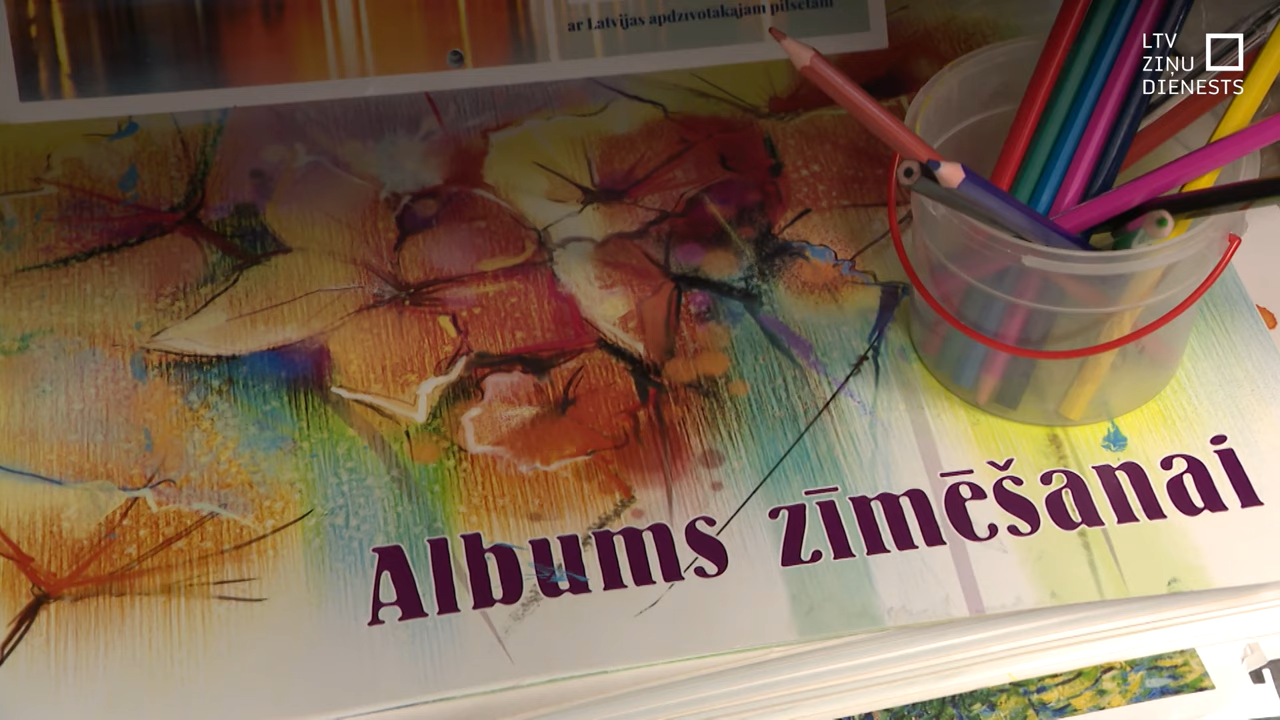 ar Latvijas apdzīvotākajām pilsētām
LTV
ZIŅU
DIENESTS
Albums zīmēšanai